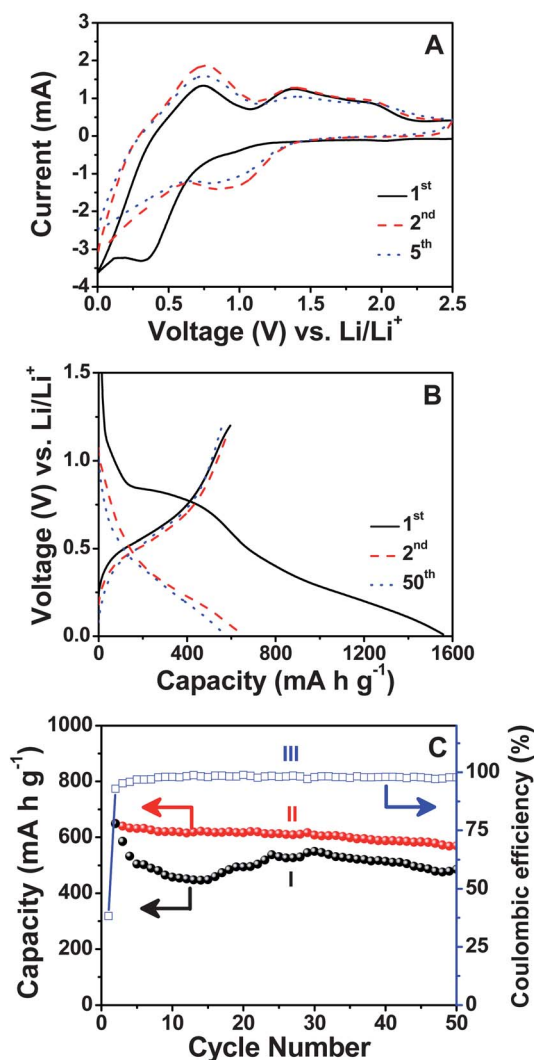 A
Current (mA)
2
1
0
-1
-2
-3
-4
1st
2nd
5th
0.0 0.5 1.0 1.5 2.0 2.5
Voltage (V) vs. Li/Li+
B
Voltage (V) vs. Li/Li+
1.5
1.0
0.5
0.0
1st
2nd
50th
0 400 800 1200 1600
Capacity (mA h g-1)
C
Capacity (mA h g-1)
1000
800
600
400
200
0
III
II
I
100
75
50
25
0
Coulombic efficiency (%)
0 10 20 30 40 50
Cycle Number